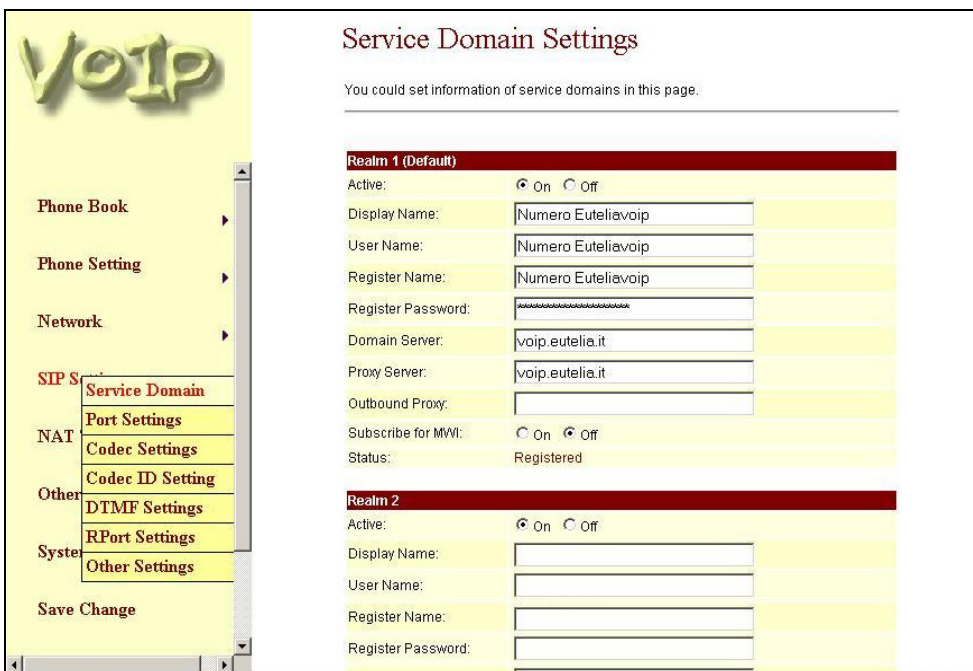 VoIP
Phone Book
Phone Setting
Network
SIP
Service Domain
Port Settings
NAT
Codec Settings
Codec ID Setting
Other
DTMF Settings
RPort Settings
Other Settings
Save Change
Service Domain Settings
You could set information of service domains in this page.
Realm 1 (Default)
Active: On Off
Display Name: Numero Euteliavoip
User Name: Numero Euteliavoip
Register Name: Numero Euteliavoip
Register Password: ********************
Domain Server: voip.eutelia.it
Proxy Server: voip.eutelia.it
Outbound Proxy:
Subscribe for MWI: On Off
Status: Registered
Realm 2
Active: On Off
Display Name:
User Name:
Register Name:
Register Password: